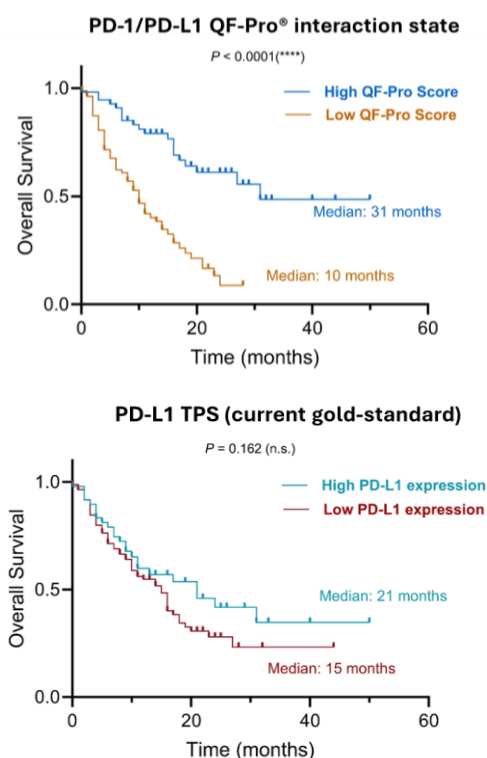 PD-1/PD-L1 QF-Pro® interaction state
P < 0.0001(****)
High QF-Pro Score
Low QF-Pro Score
1.0
0.5
0.0
Overall Survival
Median: 31 months
Median: 10 months
0
20
40
60
Time (months)
PD-L1 TPS (current gold-standard)
P = 0.162 (n.s.)
High PD-L1 expression
Low PD-L1 expression
1.0
0.5
0.0
Overall Survival
Median: 21 months
Median: 15 months
0
20
40
60
Time (months)